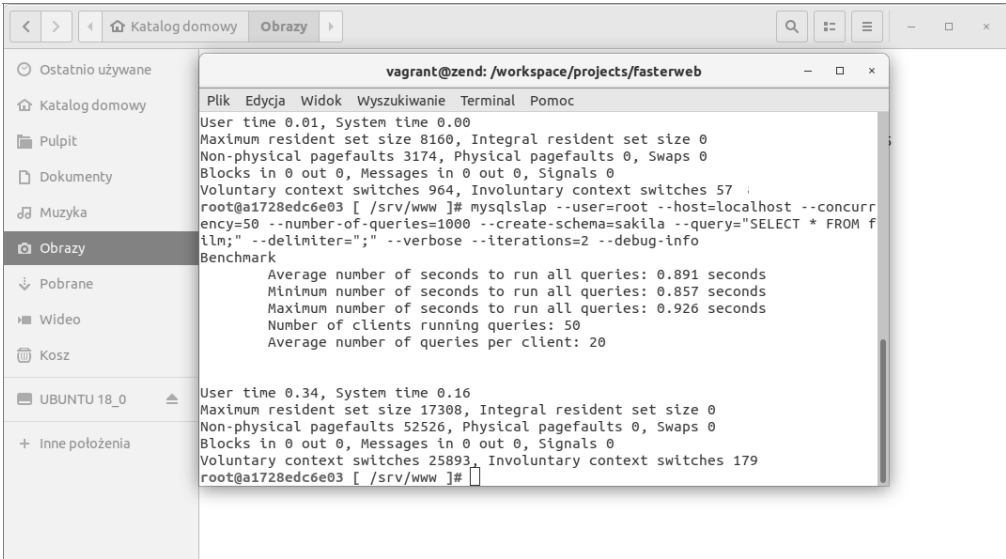 Katalog domowy Obrazy
Ostatnio używane
Katalog domowy
Pulpit
Dokumenty
Muzyka
Obrazy
Pobrane
Wideo
Kosz
UBUNTU 18_0
+ Inne położenia
vagrant@zend: /workspace/projects/fasterweb
Plik Edycja Widok Wyszukiwanie Terminal Pomoc
User time 0.01, System time 0.00
Maximum resident set size 8160, Integral resident set size 0
Non-physical pagefaults 3174, Physical pagefaults 0, Swaps 0
Blocks in 0 out 0, Messages in 0 out 0, Signals 0
Voluntary context switches 964, Involuntary context switches 57
root@a1728edc6e03 [ /srv/www ]# mysqlslap --user=root --host=localhost --concurr
ency=50 --number-of-queries=1000 --create-schema=sakila --query="SELECT * FROM f
ilm;" --delimiter=";" --verbose --iterations=2 --debug-info
Benchmark
Average number of seconds to run all queries: 0.891 seconds
Minimum number of seconds to run all queries: 0.857 seconds
Maximum number of seconds to run all queries: 0.926 seconds
Number of clients running queries: 50
Average number of queries per client: 20
User time 0.34, System time 0.16
Maximum resident set size 17308, Integral resident set size 0
Non-physical pagefaults 52526, Physical pagefaults 0, Swaps 0
Blocks in 0 out 0, Messages in 0 out 0, Signals 0
Voluntary context switches 25893, Involuntary context switches 179
root@a1728edc6e03 [ /srv/www ]#